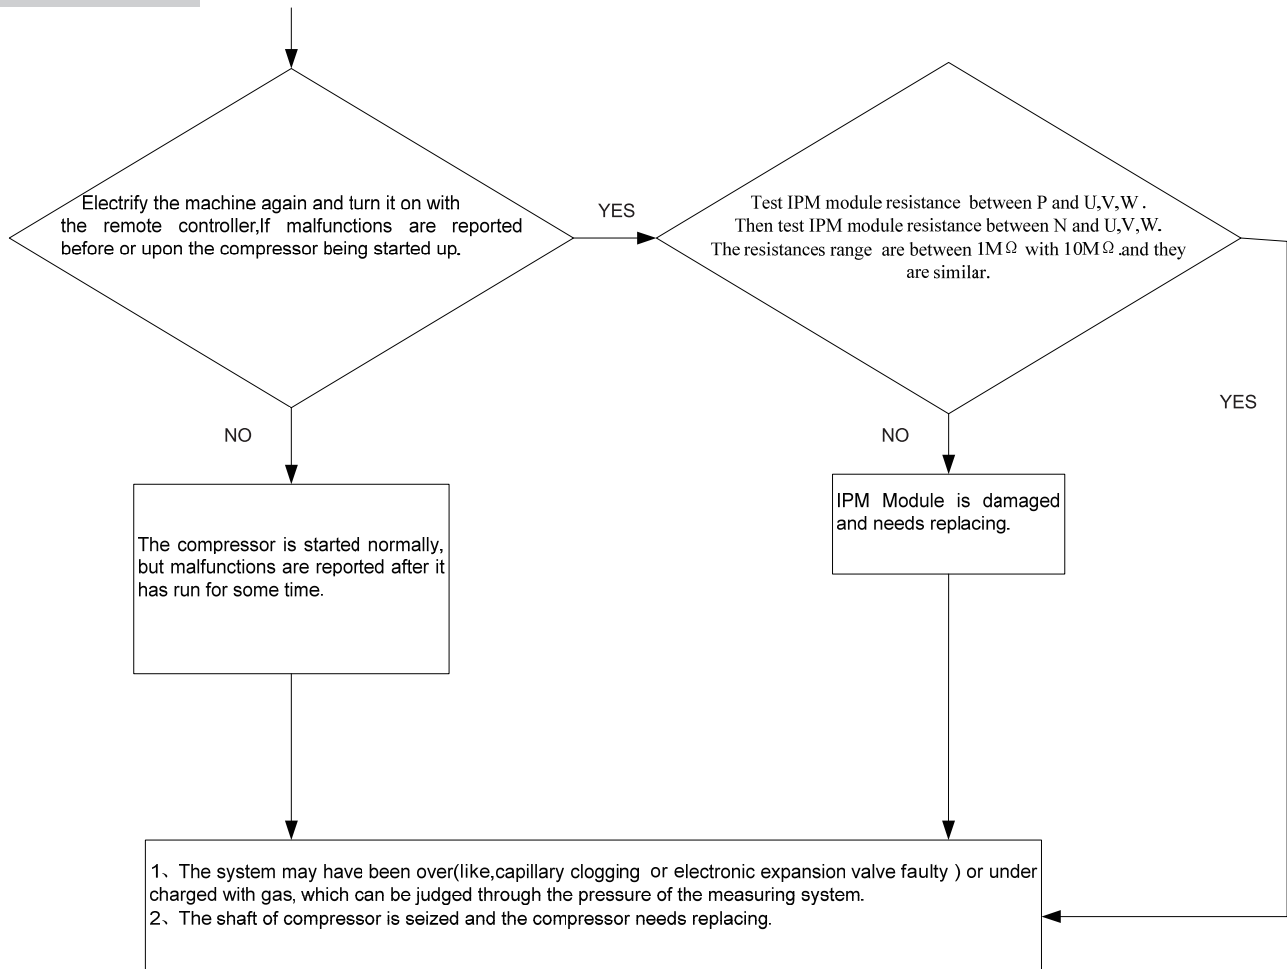 Electrify the machine again and turn it on with
the remote controller,If malfunctions are reported
before or upon the compressor being started up.
YES
Test IPM module resistance between P and U,V,W .
Then test IPM module resistance between N and U,V,W.
The resistances range are between 1MΩ with 10MΩ.and they
are similar.
YES
NO
NO
IPM Module is damaged
and needs replacing.
The compressor is started normally,
but malfunctions are reported after it
has run for some time.
1、The system may have been over(like,capillary clogging or electronic expansion valve faulty ) or under
charged with gas, which can be judged through the pressure of the measuring system.
2、The shaft of compressor is seized and the compressor needs replacing.